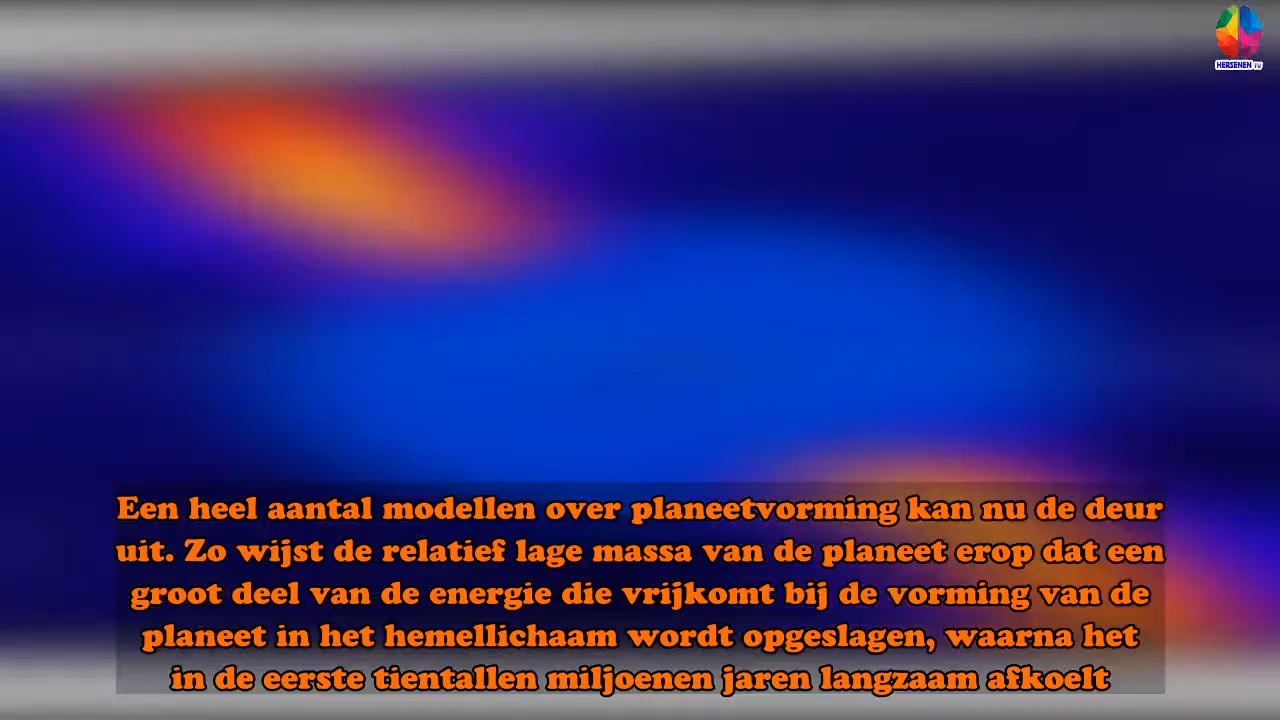 HERSENEN TV
Een heel aantal modellen over planeetvorming kan nu de deur
uit. Zo wijst de relatief lage massa van de planeet erop dat een
groot deel van de energie die vrijkomt bij de vorming van de
planeet in het hemellichaam wordt opgeslagen, waarna het
in de eerste tientallen miljoenen jaren langzaam afkoelt